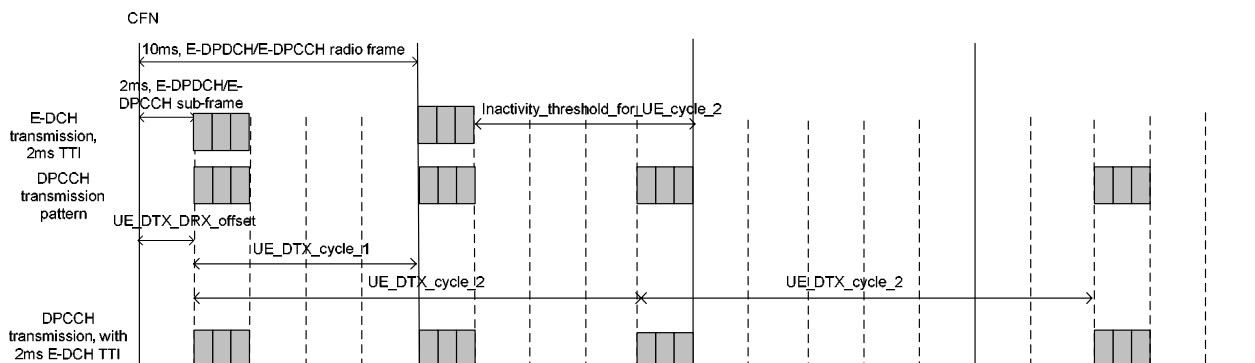 CFN
10ms, E-DPDCH/E-DPCCH radio frame
2ms, E-DPDCH/E-
DPCCH sub-frame
E-DCH
transmission,
2ms TTI
Inactivity_threshold_for_UE_cycle_2
DPCCH
transmission
pattern
UE_DTX_DRX_offset
UE_DTX_cycle_1
UE_DTX_cycle_2
UE_DTX_cycle_2
DPCCH
transmission, with
2ms E-DCH TTI